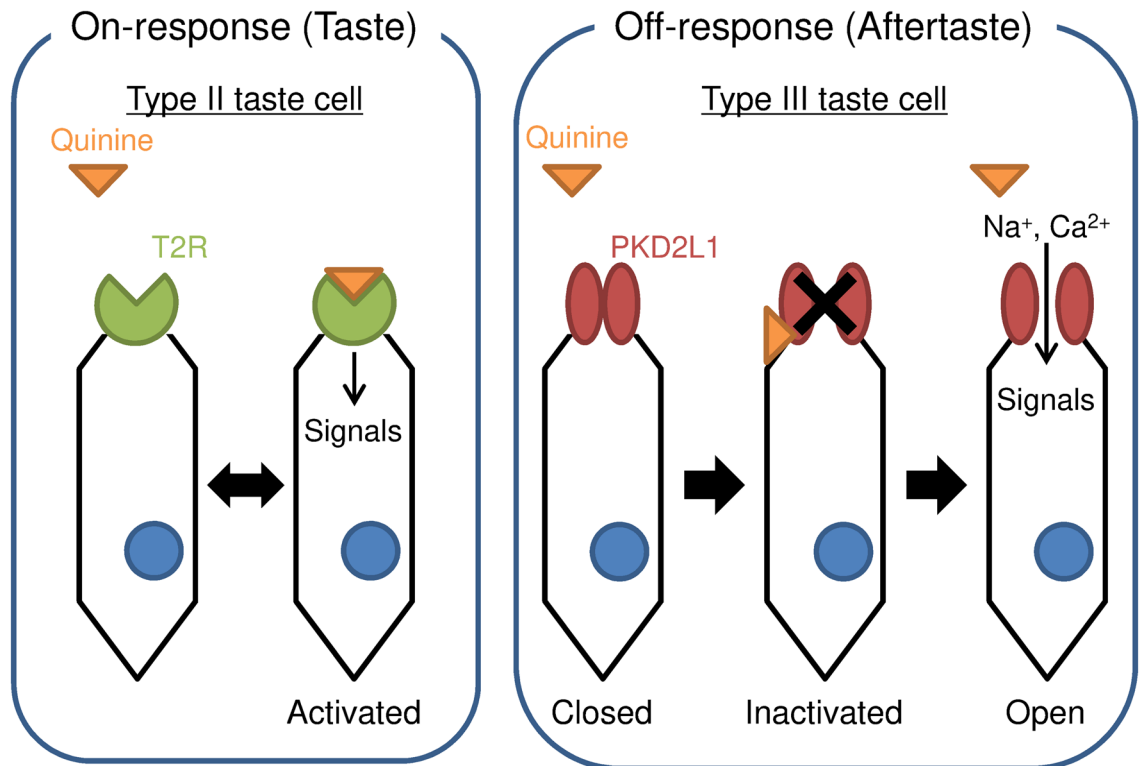 On-response (Taste)
Type II taste cell
Quinine
T2R
Signals
Activated
Off-response (Aftertaste)
Type III taste cell
Quinine
PKD2L1
Na⁺, Ca²⁺
Signals
Closed
Inactivated
Open